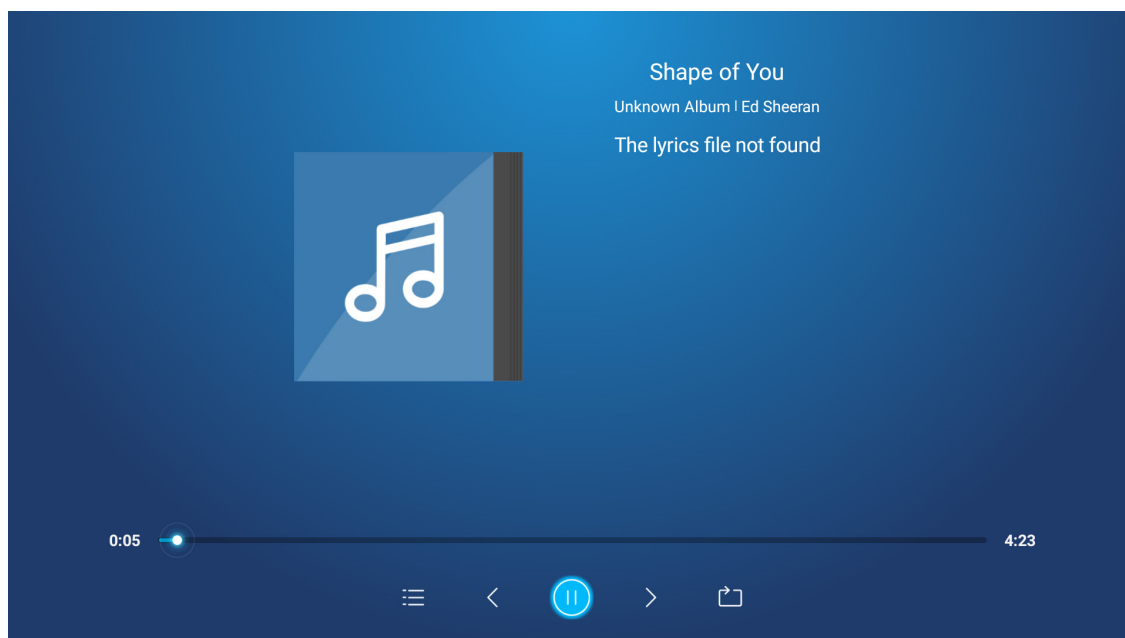 Shape of You
Unknown Album | Ed Sheeran
The lyrics file not found
0:05
4:23